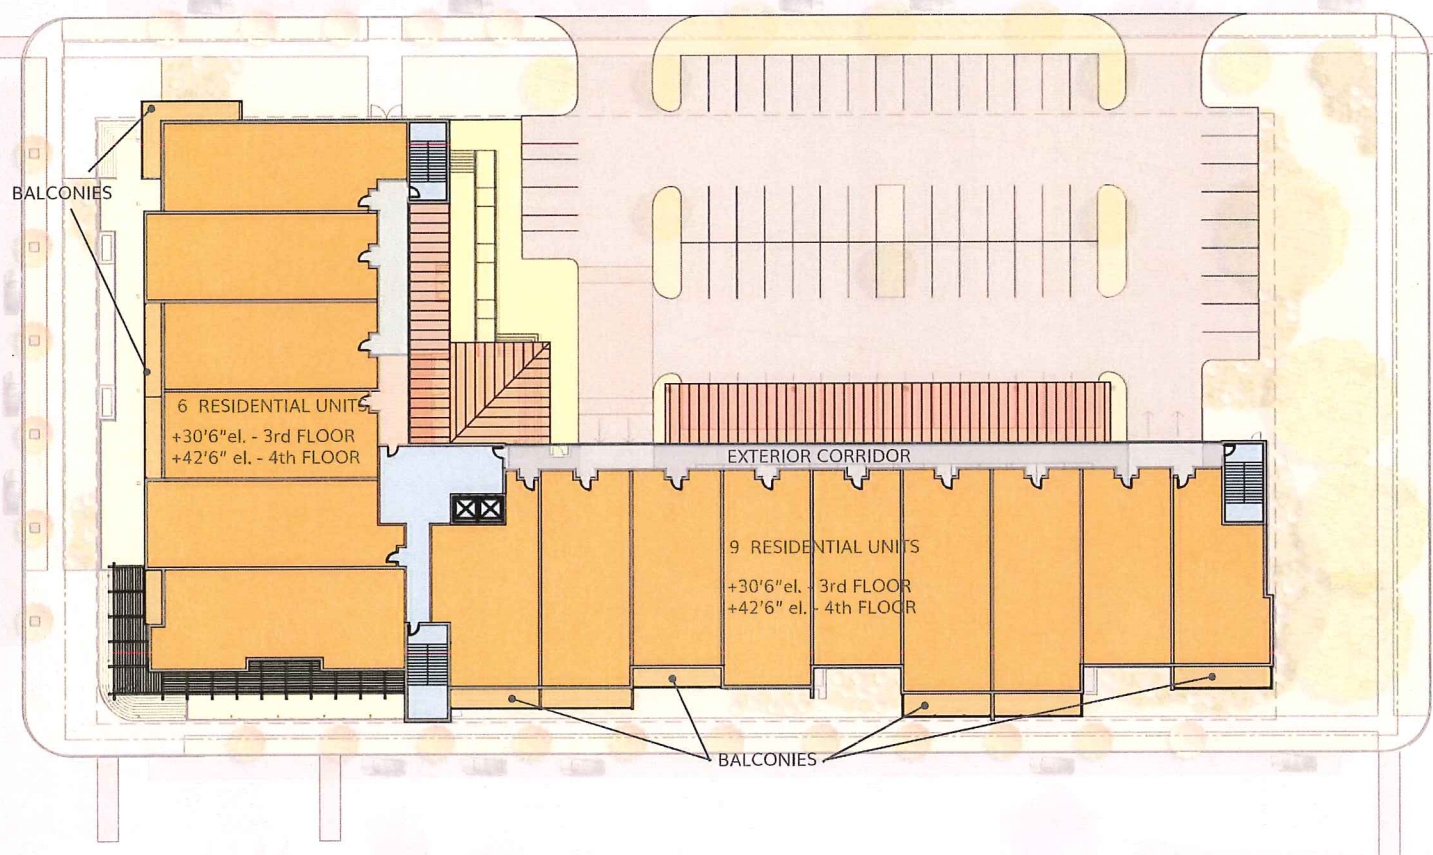 BALCONIES
6 RESIDENTIAL UNITS
+30'6"el. - 3rd FLOOR
+42'6" el. - 4th FLOOR
EXTERIOR CORRIDOR
9 RESIDENTIAL UNITS
+30'6"el. - 3rd FLOOR
+42'6" el. - 4th FLOOR
BALCONIES